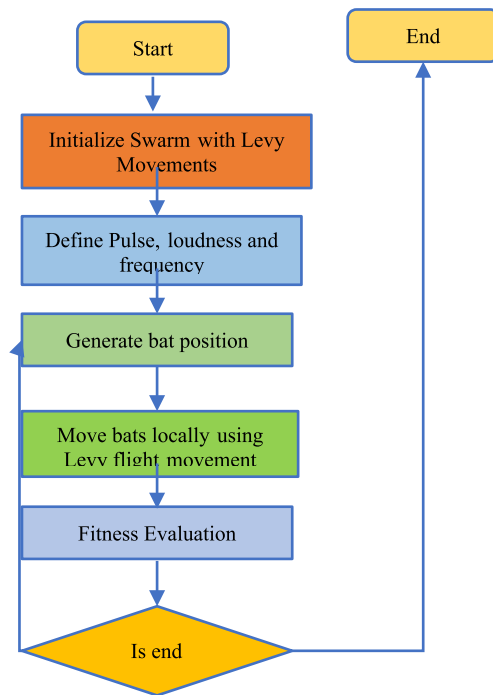 Start
End
Initialize Swarm with Levy
Movements
Define Pulse, loudness and
frequency
Generate bat position
Move bats locally using
Levy flight movement
Fitness Evaluation
Is end